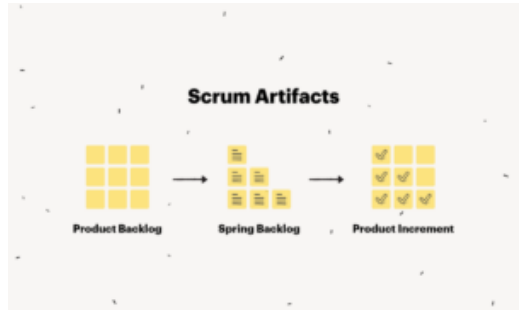 Scrum Artifacts
Product Backlog
Spring Backlog
Product Increment